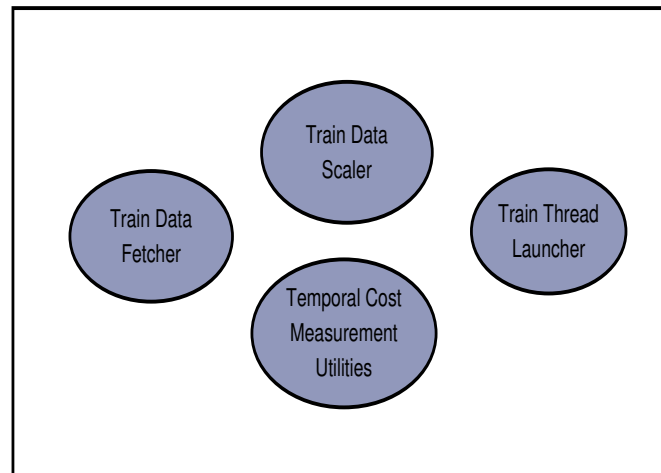 Train Data
Scaler
Train Data
Fetcher
Train Thread
Launcher
Temporal Cost
Measurement
Utilities